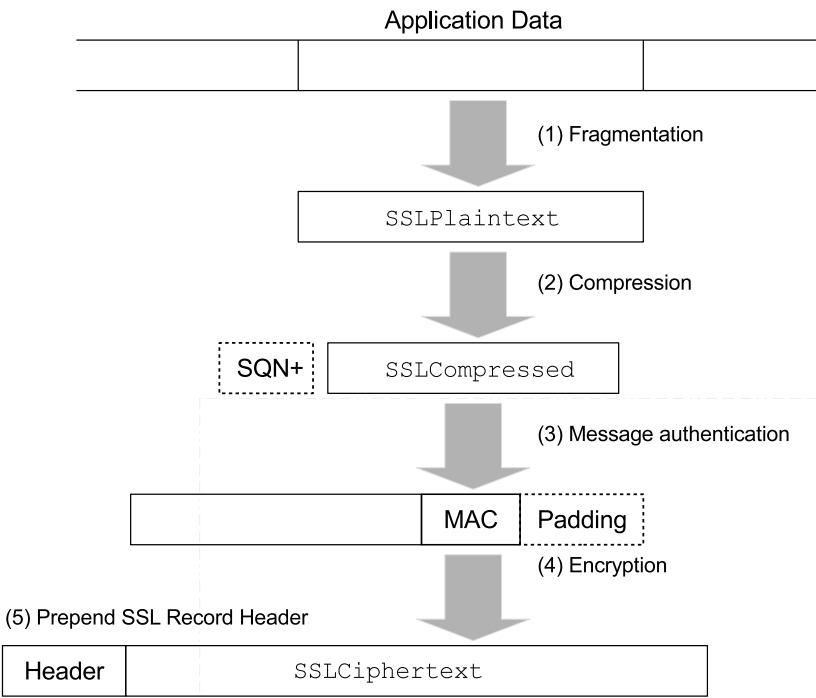 Application Data
(1) Fragmentation
SSLPlaintext
(2) Compression
SQN+ SSLCompressed
(3) Message authentication
MAC Padding
(4) Encryption
(5) Prepend SSL Record Header
Header SSLCiphertext